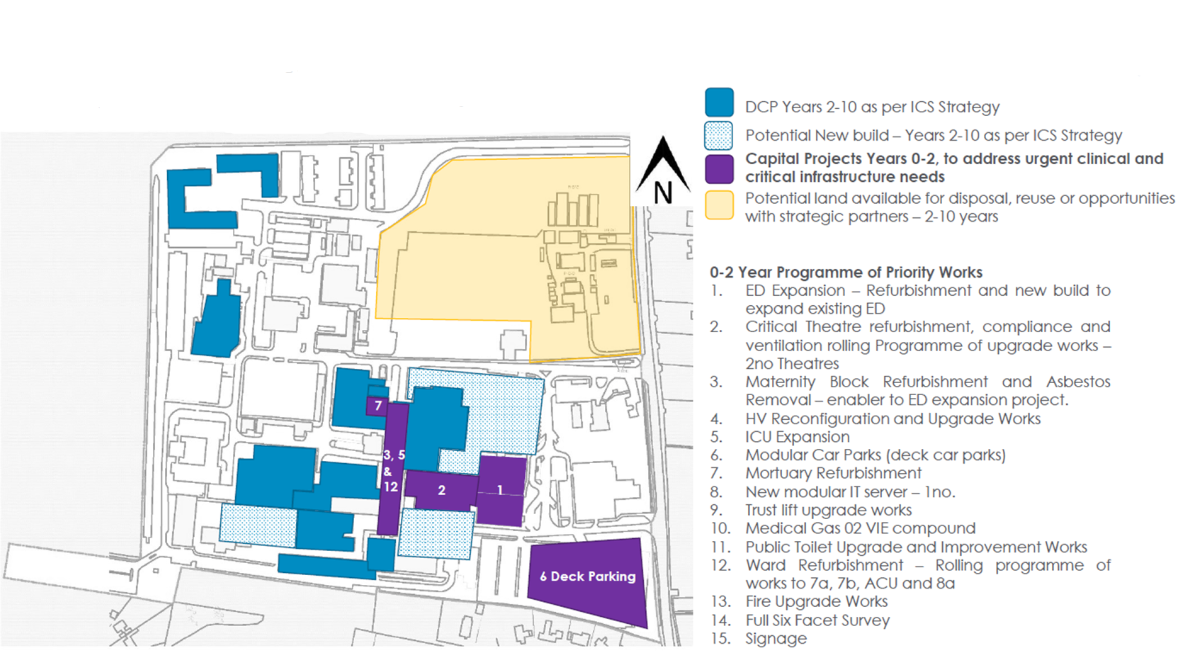 DCP Years 2-10 as per ICS Strategy
Potential New build – Years 2-10 as per ICS Strategy
Capital Projects Years 0-2, to address urgent clinical and
critical infrastructure needs
Potential land available for disposal, reuse or opportunities
with strategic partners – 2-10 years
N
0-2 Year Programme of Priority Works
1. ED Expansion – Refurbishment and new build to
expand existing ED
2. Critical Theatre refurbishment, compliance and
ventilation rolling Programme of upgrade works –
2no Theatres
3. Maternity Block Refurbishment and Asbestos
Removal – enabler to ED expansion project.
4. HV Reconfiguration and Upgrade Works
5. ICU Expansion
6. Modular Car Parks (deck car parks)
7. Mortuary Refurbishment
8. New modular IT server – 1no.
9. Trust lift upgrade works
10. Medical Gas 02 VIE compound
11. Public Toilet Upgrade and Improvement Works
12. Ward Refurbishment – Rolling programme of
works to 7a, 7b, ACU and 8a
13. Fire Upgrade Works
14. Full Six Facet Survey
15. Signage
7
3, 5
&
12
2
1
6 Deck Parking